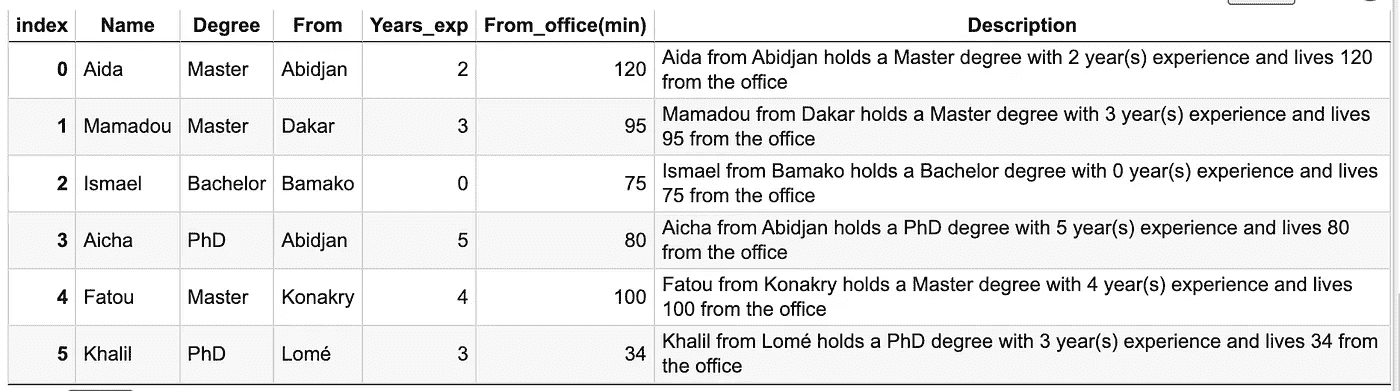 index Name Degree From Years_exp From_office(min) Description
0 Aida Master Abidjan 2 120 Aida from Abidjan holds a Master degree with 2 year(s) experience and lives 120
from the office
1 Mamadou Master Dakar 3 95 Mamadou from Dakar holds a Master degree with 3 year(s) experience and lives
95 from the office
2 Ismael Bachelor Bamako 0 75 Ismael from Bamako holds a Bachelor degree with 0 year(s) experience and lives
75 from the office
3 Aicha PhD Abidjan 5 80 Aicha from Abidjan holds a PhD degree with 5 year(s) experience and lives 80
from the office
4 Fatou Master Konakry 4 100 Fatou from Konakry holds a Master degree with 4 year(s) experience and lives
100 from the office
5 Khalil PhD Lomé 3 34 Khalil from Lomé holds a PhD degree with 3 year(s) experience and lives 34 from
the office